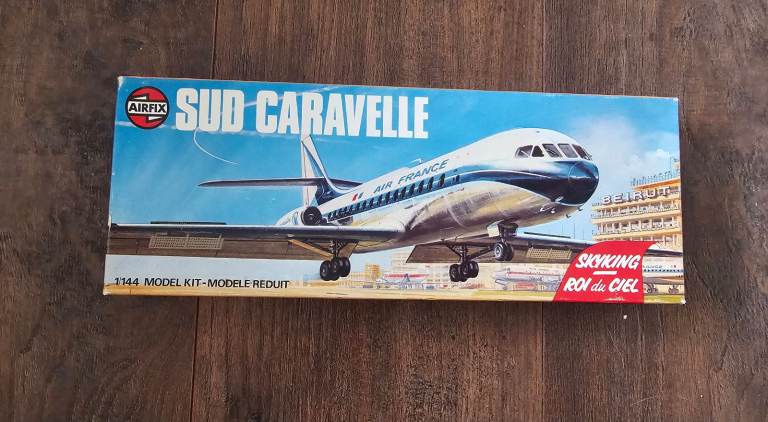 AIRFIX
SUD CARAVELLE
AIR FRANCE
BEIRUT
SKYKING
ROI du CIEL
1/144 MODEL KIT-MODELE REDUIT